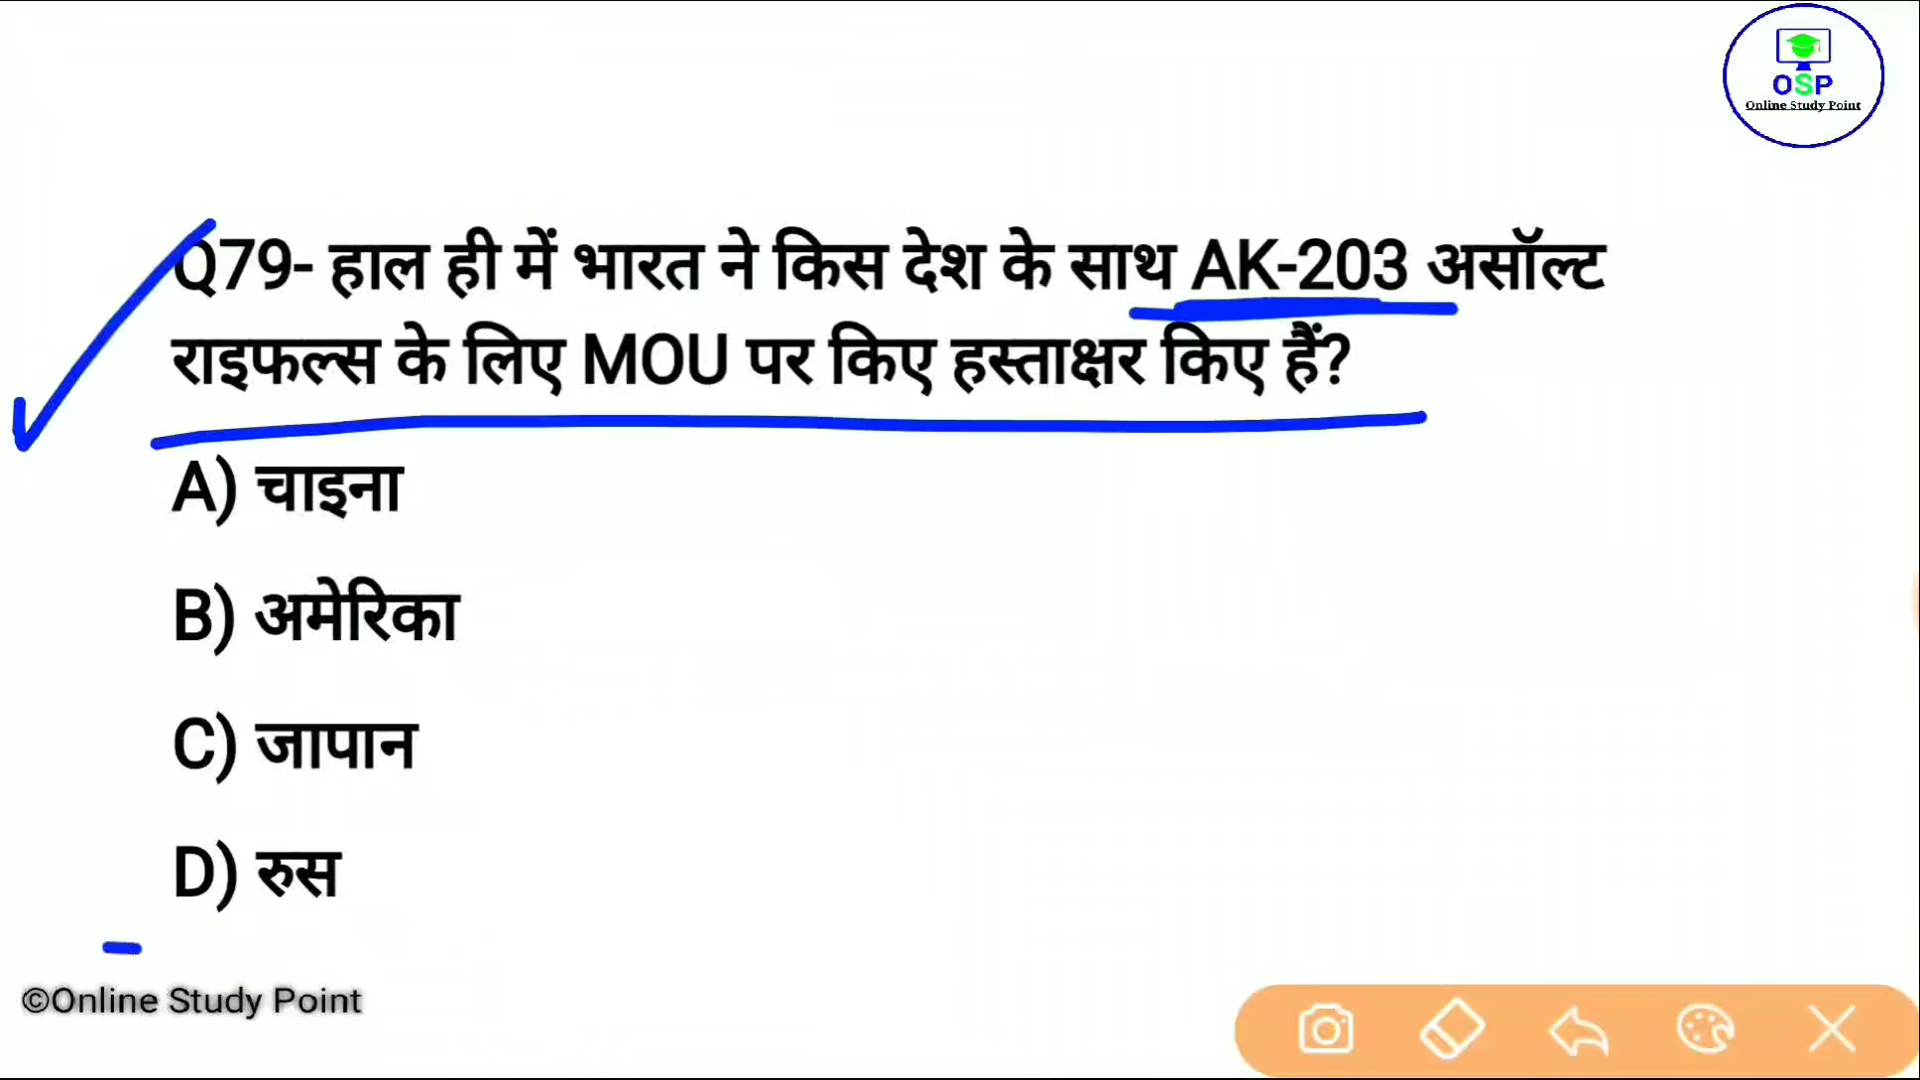 OSP
Online Study Point
Q79- हाल ही में भारत ने किस देश के साथ AK-203 असॉल्ट
राइफल्स के लिए MOU पर किए हस्ताक्षर किए हैं?
A) चाइना
B) अमेरिका
C) जापान
D) रुस
©Online Study Point